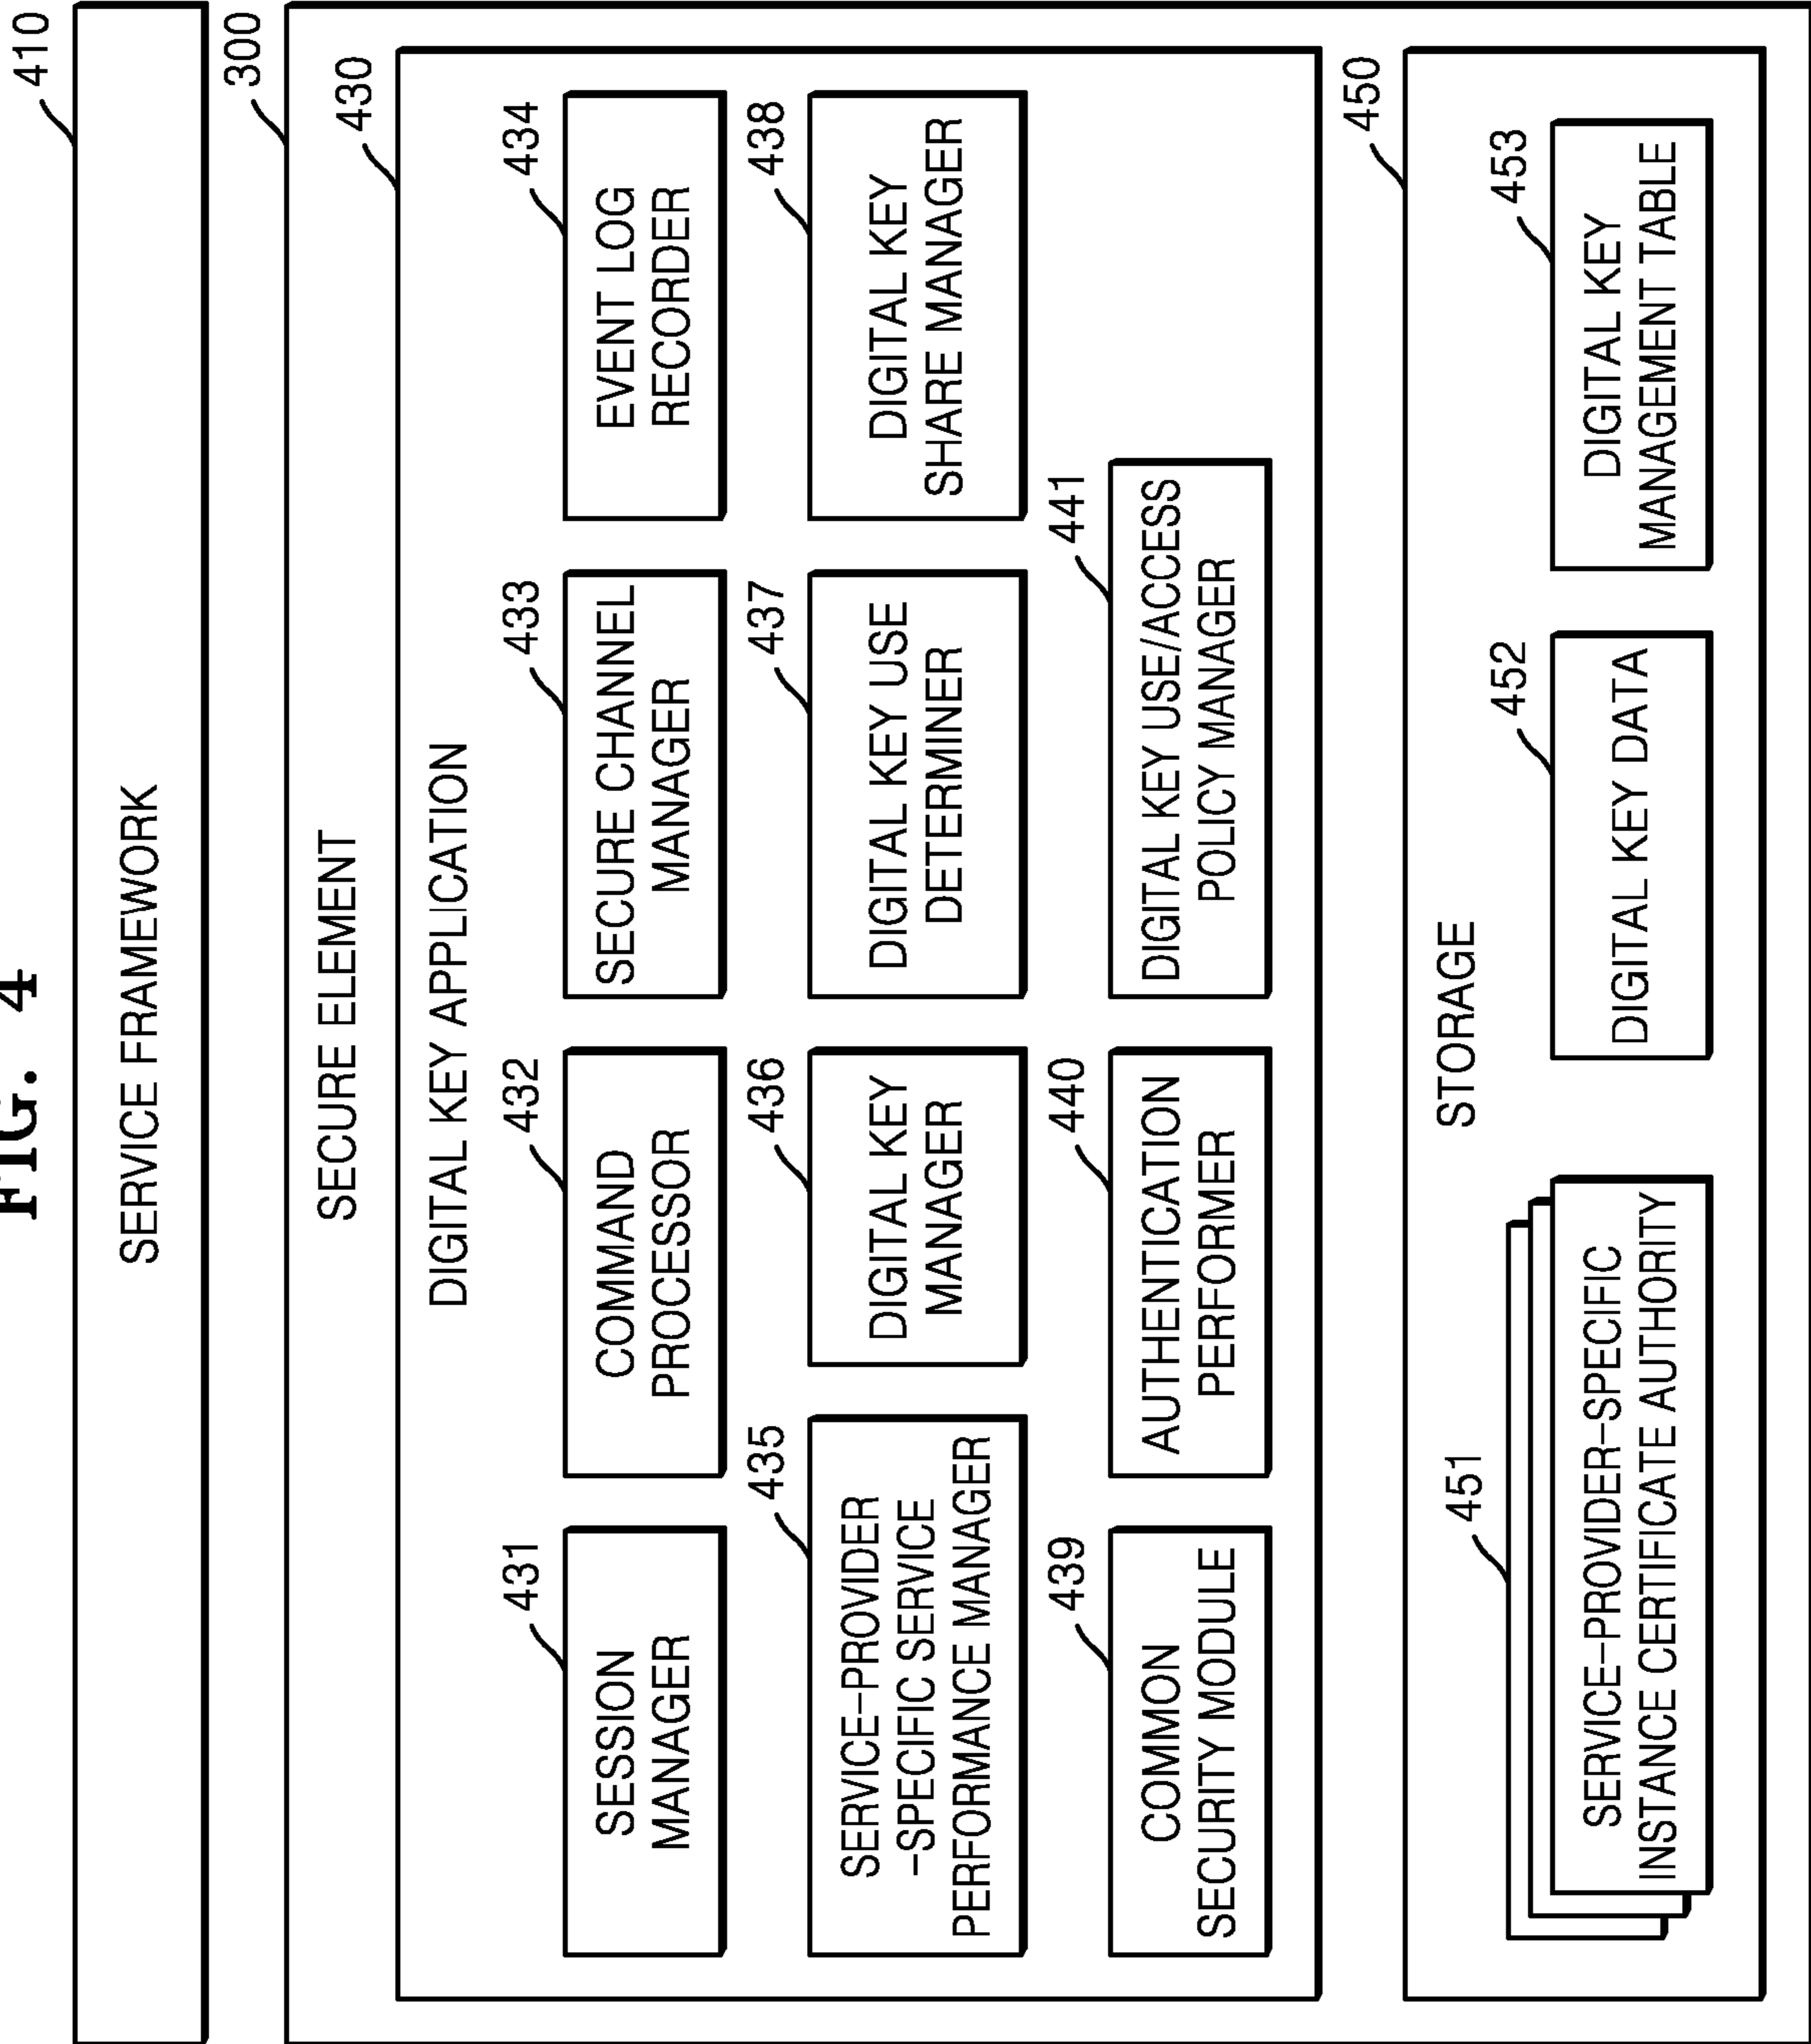 FIG. 4
410
SERVICE FRAMEWORK
300
SECURE ELEMENT
430
DIGITAL KEY APPLICATION
431
SESSION
MANAGER
432
COMMAND
PROCESSOR
433
SECURE CHANNEL
MANAGER
434
EVENT LOG
RECORDER
435
SERVICE-PROVIDER
-SPECIFIC SERVICE
PERFORMANCE MANAGER
436
DIGITAL KEY
MANAGER
437
DIGITAL KEY USE
DETERMINER
438
DIGITAL KEY
SHARE MANAGER
439
COMMON
SECURITY MODULE
440
AUTHENTICATION
PERFORMER
441
DIGITAL KEY USE/ACCESS
POLICY MANAGER
450
STORAGE
451
SERVICE-PROVIDER-SPECIFIC
INSTANCE CERTIFICATE AUTHORITY
452
DIGITAL KEY DATA
453
DIGITAL KEY
MANAGEMENT TABLE